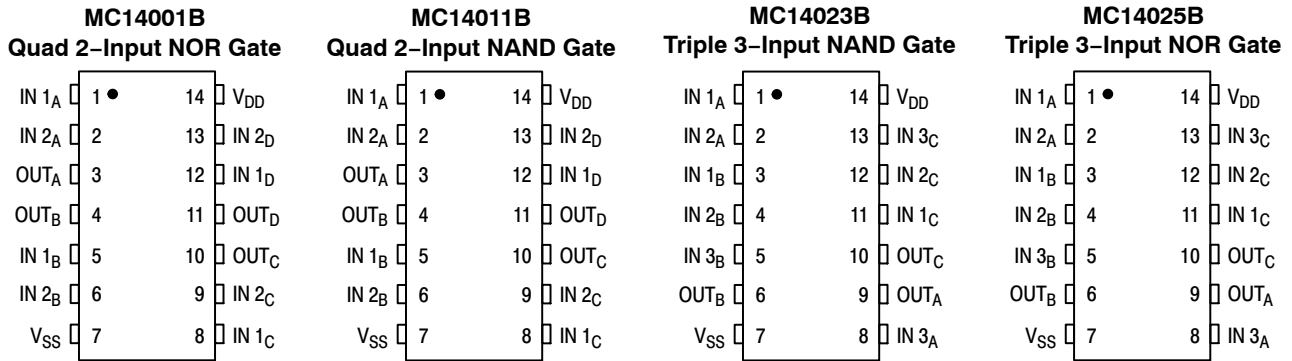 MC14001B
Quad 2−Input NOR Gate
IN 1A 1 14 VDD
IN 2A 2 13 IN 2D
OUTA 3 12 IN 1D
OUTB 4 11 OUTD
IN 1B 5 10 OUTC
IN 2B 6 9 IN 2C
VSS 7 8 IN 1C
MC14011B
Quad 2−Input NAND Gate
IN 1A 1 14 VDD
IN 2A 2 13 IN 2D
OUTA 3 12 IN 1D
OUTB 4 11 OUTD
IN 1B 5 10 OUTC
IN 2B 6 9 IN 2C
VSS 7 8 IN 1C
MC14023B
Triple 3−Input NAND Gate
IN 1A 1 14 VDD
IN 2A 2 13 IN 3C
IN 1B 3 12 IN 2C
IN 2B 4 11 IN 1C
IN 3B 5 10 OUTC
OUTB 6 9 OUTA
VSS 7 8 IN 3A
MC14025B
Triple 3−Input NOR Gate
IN 1A 1 14 VDD
IN 2A 2 13 IN 3C
IN 1B 3 12 IN 2C
IN 2B 4 11 IN 1C
IN 3B 5 10 OUTC
OUTB 6 9 OUTA
VSS 7 8 IN 3A